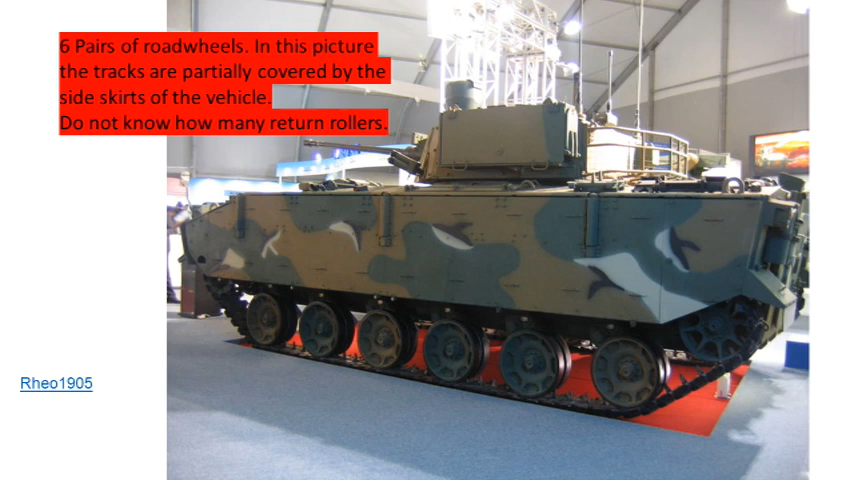 6 Pairs of roadwheels. In this picture
the tracks are partially covered by the
side skirts of the vehicle.
Do not know how many return rollers.
Rheo1905